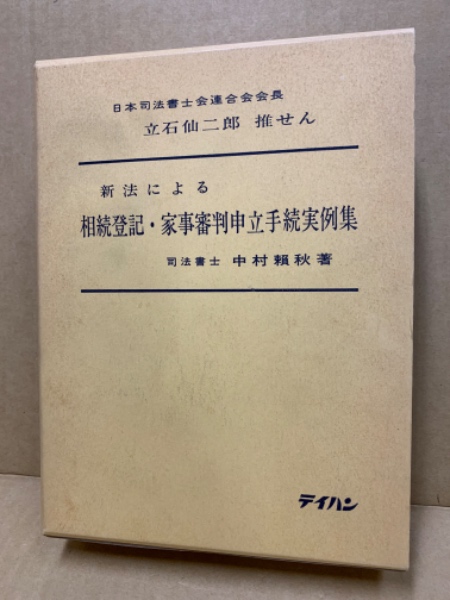 日本司法書士会連合会会長
立石仙二郎 推せん
新法による
相続登記・家事審判申立手続実例集
司法書士 中村頼秋著
テイハン